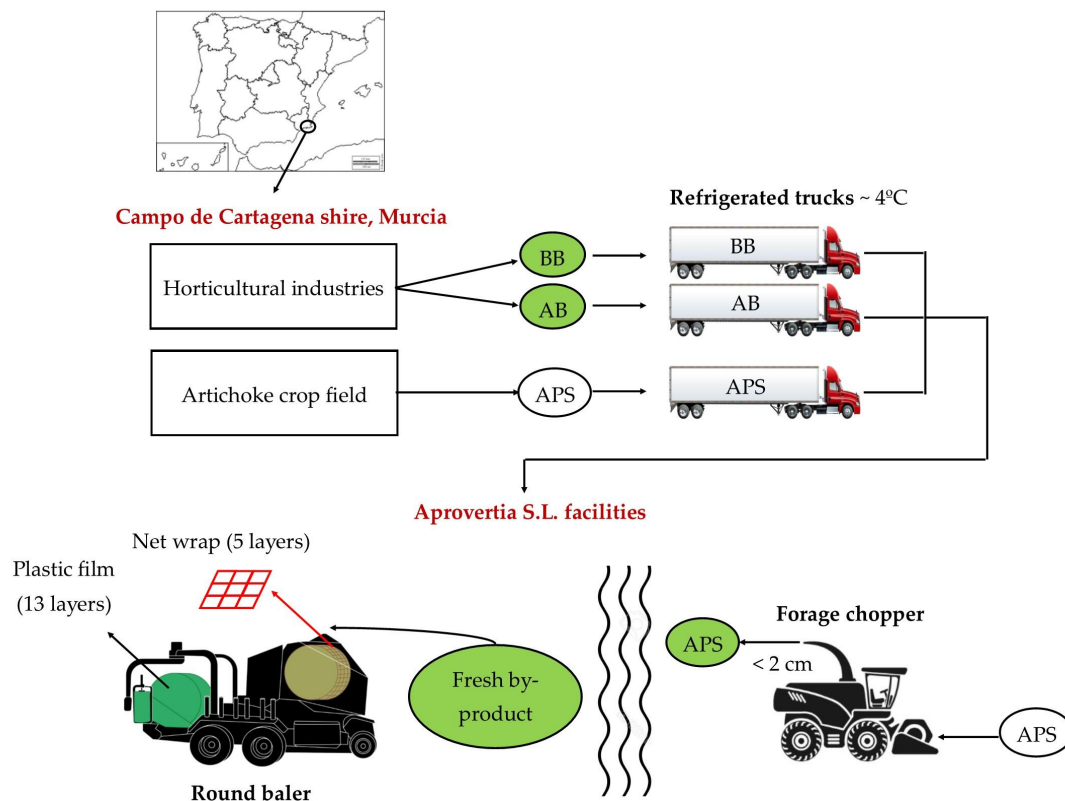 Campo de Cartagena shire, Murcia
Refrigerated trucks ~ 4ºC
Horticultural industries
BB
BB
AB
AB
Artichoke crop field
APS
APS
Aprovertia S.L. facilities
Net wrap (5 layers)
Plastic film
(13 layers)
Fresh by-
product
Round baler
Forage chopper
APS
< 2 cm
APS